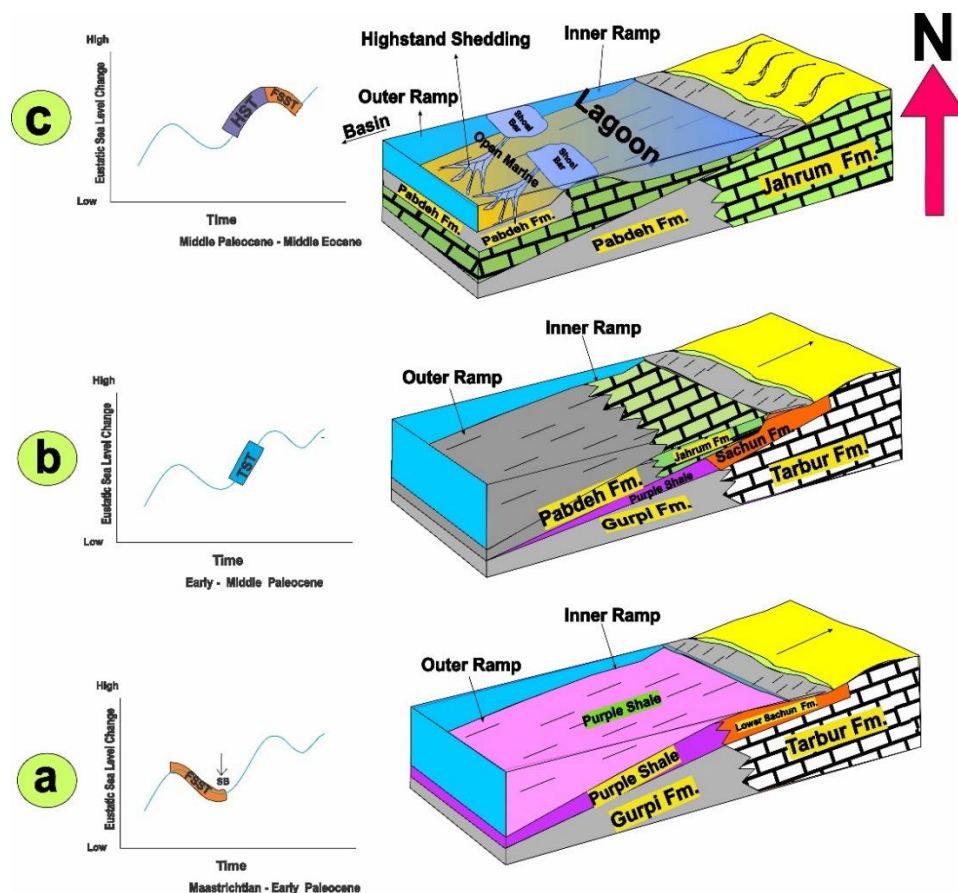 c
High
Eustatic Sea Level Change
Low
HST
FSST
Time
Middle Paleocene - Middle Eocene
Highstand Shedding
Inner Ramp
Outer Ramp
Basin
N
Lagoon
Shoal Bar
Open Marine
Shoal Bar
Pabdeh Fm.
Pabdeh Fm.
Pabdeh Fm.
Jahrum Fm.
b
High
Eustatic Sea Level Change
Low
TST
Time
Early - Middle Paleocene
Inner Ramp
Outer Ramp
Jahrum Fm.
Sachun Fm.
Pabdeh Fm.
Purple Shale
Gurpi Fm.
Tarbur Fm.
a
High
Eustatic Sea Level Change
Low
FSST
SB
Time
Maastrichtian - Early Paleocene
Inner Ramp
Outer Ramp
Purple Shale
Lower Sachun Fm.
Purple Shale
Gurpi Fm.
Tarbur Fm.